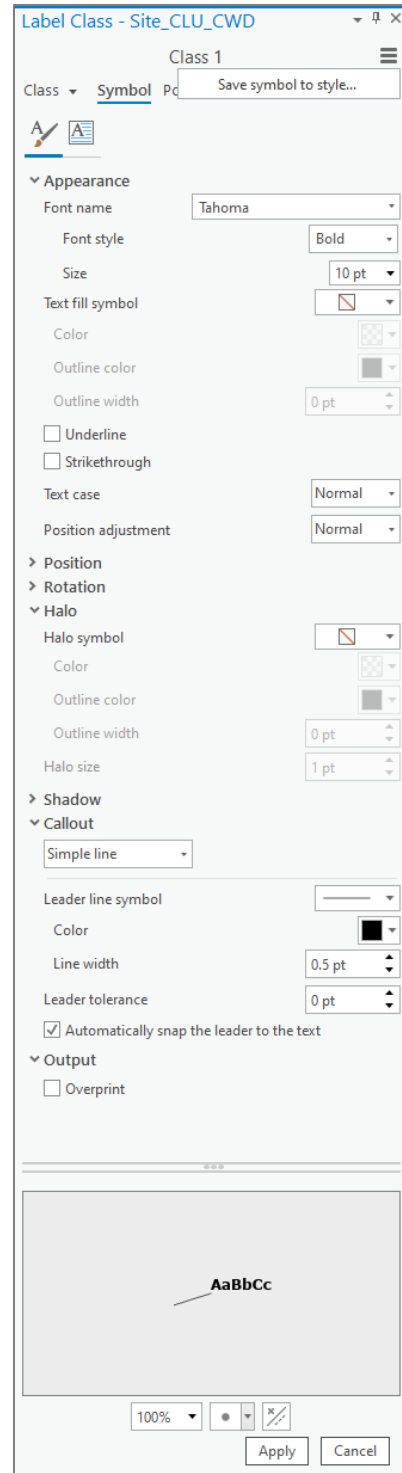 Label Class - Site_CLU_CWD
Class 1
Class Symbol Po
Save symbol to style...
Appearance
Font name Tahoma
Font style Bold
Size 10 pt
Text fill symbol
Color
Outline color
Outline width 0 pt
Underline
Strikethrough
Text case Normal
Position adjustment Normal
Position
Rotation
Halo
Halo symbol
Color
Outline color
Outline width 0 pt
Halo size 1 pt
Shadow
Callout
Simple line
Leader line symbol
Color
Line width 0.5 pt
Leader tolerance 0 pt
Automatically snap the leader to the text
Output
Overprint
AaBbCc
100%
Apply Cancel